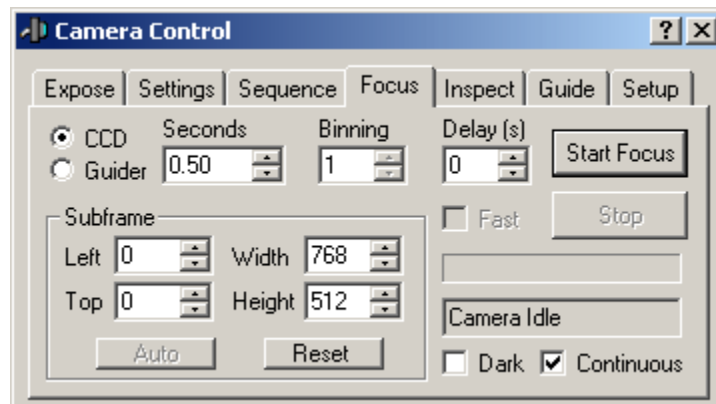 Camera Control
Expose Settings Sequence Focus Inspect Guide Setup
CCD
Guider
Seconds
0.50
Binning
1
Delay (s)
0
Start Focus
Subframe
Left 0 Width 768
Top 0 Height 512
Auto Reset
Fast
Stop
Camera Idle
Dark Continuous